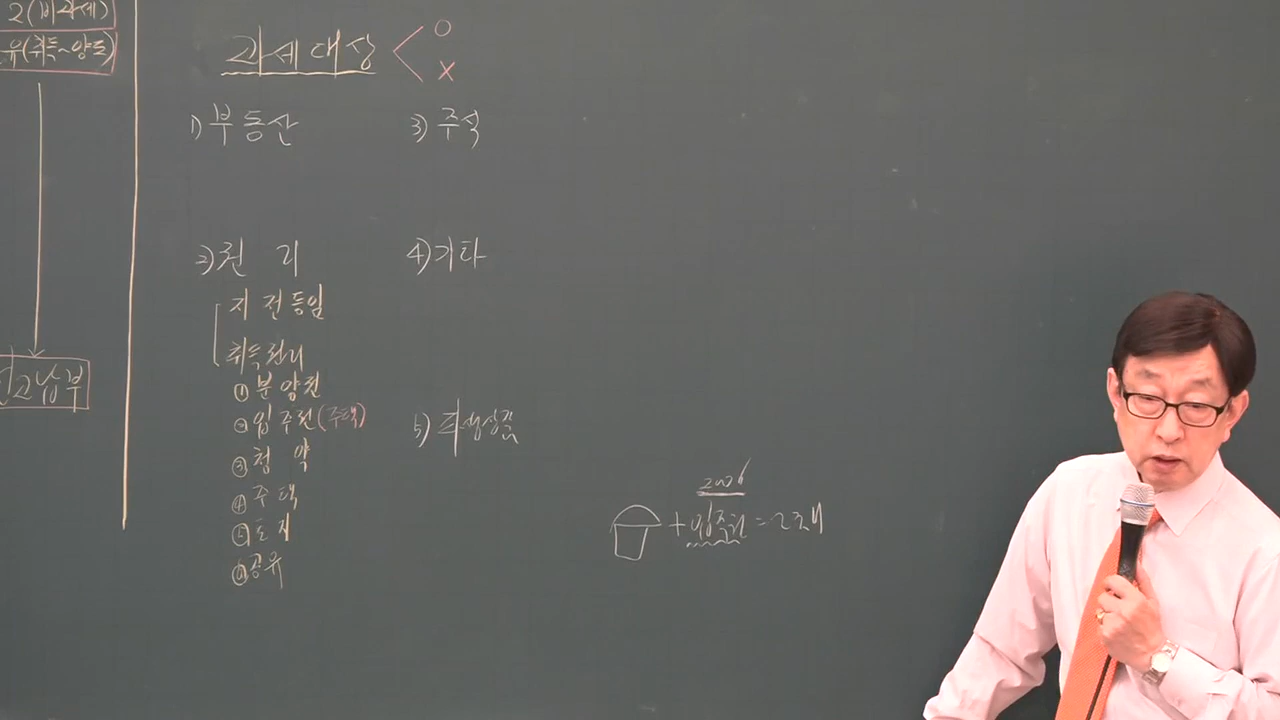 2(비과세)
유(취득~양도)
고납부
과세대상 < O
X
1) 부동산
2) 권리
지 전등임
취득권리
① 분양권
② 입주권(주택)
③ 첨약
④ 주택
⑤ 토지
⑥ 공유
3) 주식
4) 기타
5) 파생상품
2006
+ 입주권 = 2주택